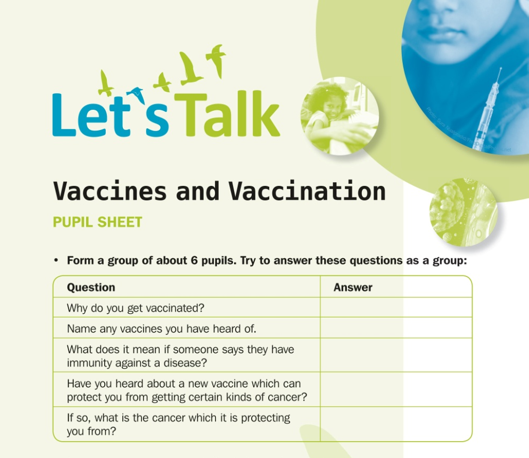 Let's Talk
Vaccines and Vaccination
PUPIL SHEET
• Form a group of about 6 pupils. Try to answer these questions as a group:
Question Answer
Why do you get vaccinated?
Name any vaccines you have heard of.
What does it mean if someone says they have
immunity against a disease?
Have you heard about a new vaccine which can
protect you from getting certain kinds of cancer?
If so, what is the cancer which it is protecting
you from?